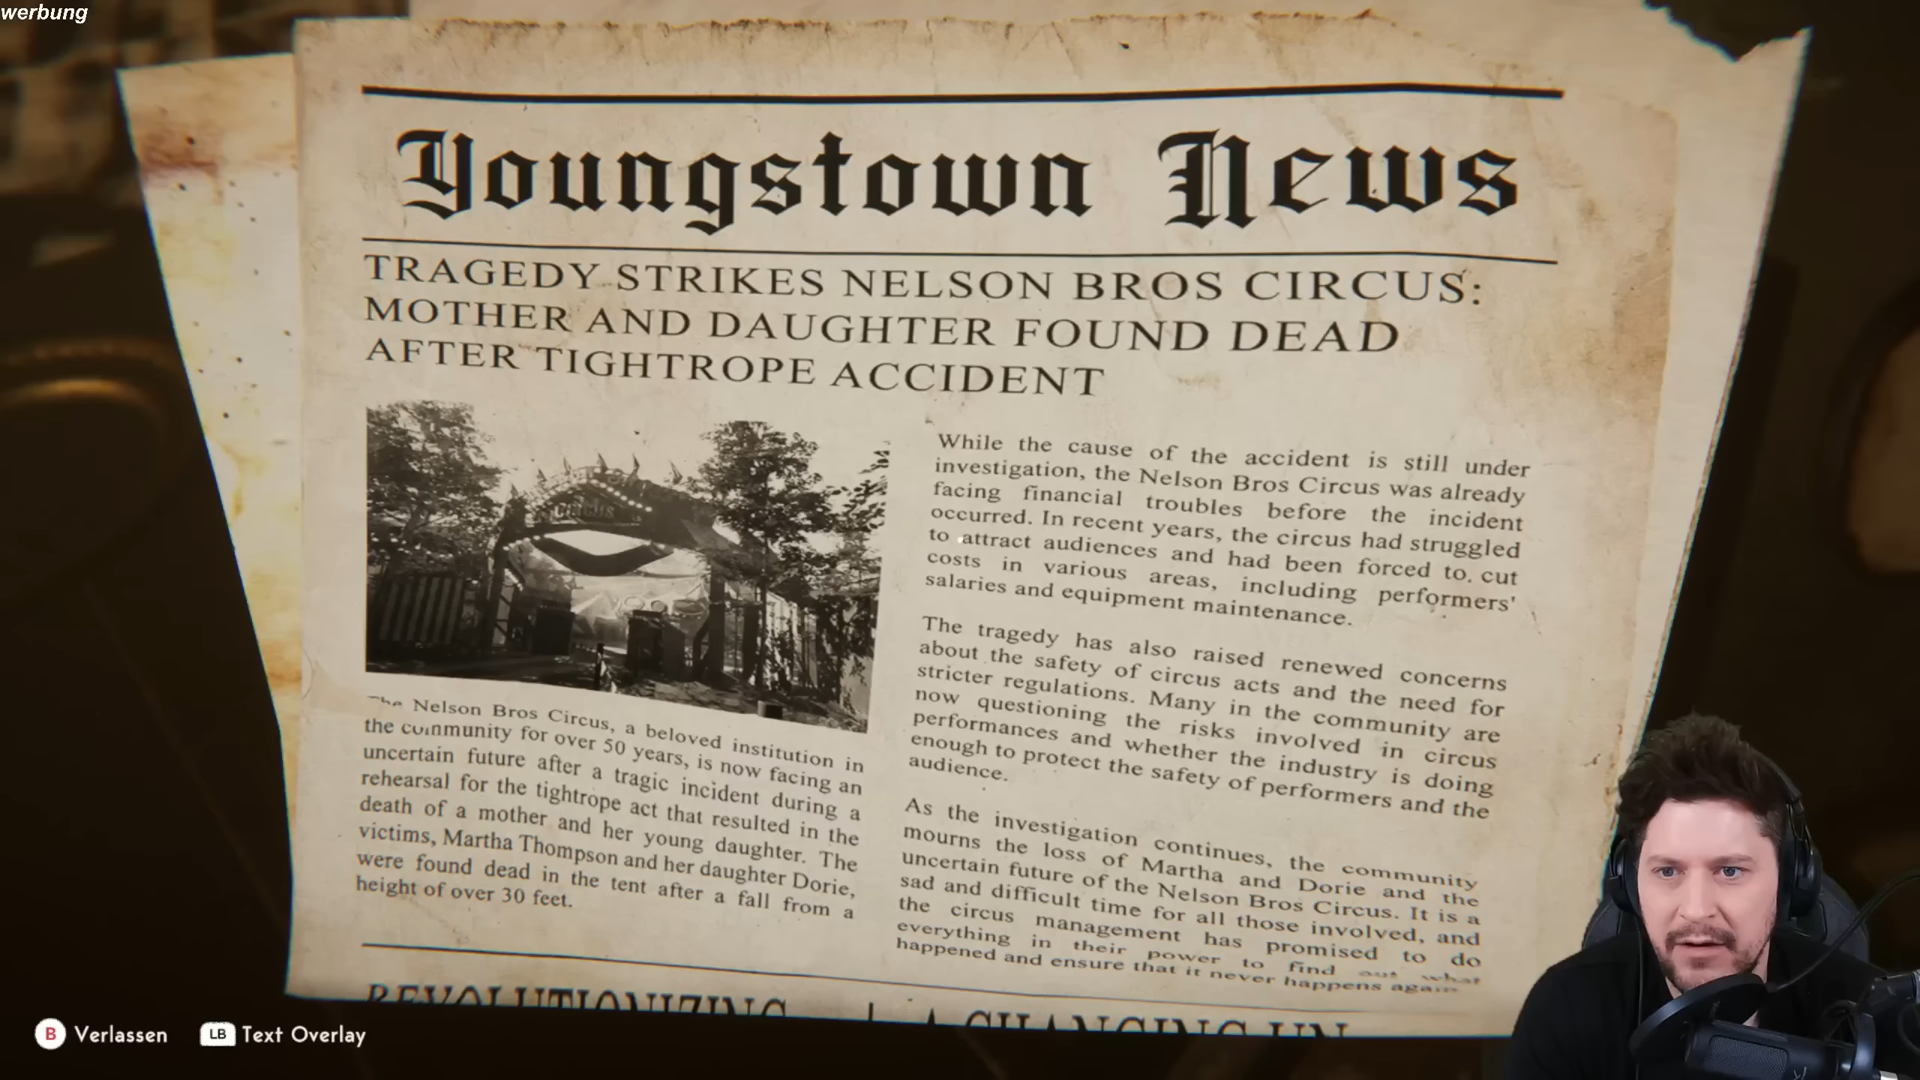 werbung
Youngstown News
TRAGEDY STRIKES NELSON BROS CIRCUS:
MOTHER AND DAUGHTER FOUND DEAD
AFTER TIGHTROPE ACCIDENT
CIRCUS
The Nelson Bros Circus, a beloved institution in
the community for over 50 years, is now facing an
uncertain future after a tragic incident during a
rehearsal for the tightrope act that resulted in the
death of a mother and her young daughter. The
victims, Martha Thompson and her daughter Dorie,
were found dead in the tent after a fall from a
height of over 30 feet.
While the cause of the accident is still under
investigation, the Nelson Bros Circus was already
facing financial troubles before the incident
occurred. In recent years, the circus had struggled
to attract audiences and had been forced to cut
costs in various areas, including performers'
salaries and equipment maintenance.
The tragedy has also raised renewed concerns
about the safety of circus acts and the need for
stricter regulations. Many in the community are
now questioning the risks involved in circus
performances and whether the industry is doing
enough to protect the safety of performers and the
audience.
As the investigation continues, the community
mourns the loss of Martha and Dorie and the
uncertain future of the Nelson Bros Circus. It is a
sad and difficult time for all those involved, and
the circus management has promised to do
everything in their power to find out what
happened and ensure that it never happens again.
REVOLUTIONIZING
A CHANGING UN
B Verlassen
LB Text Overlay